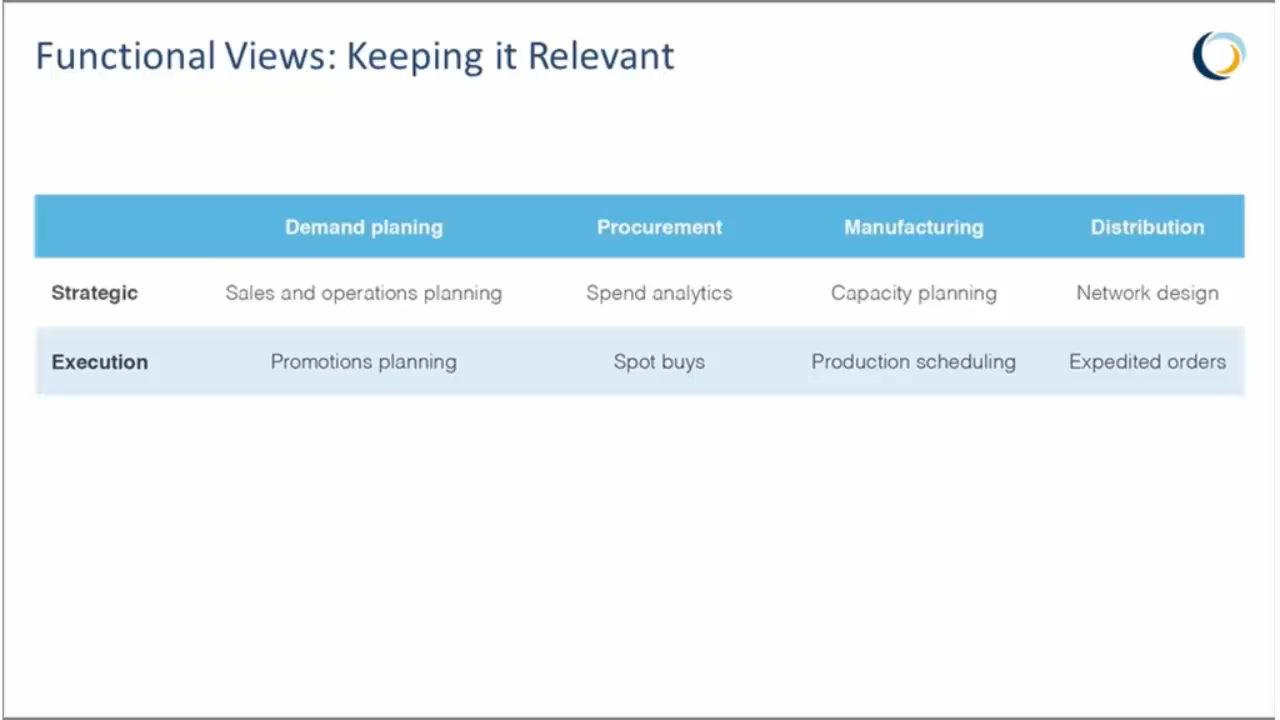 Functional Views: Keeping it Relevant
Demand planing Procurement Manufacturing Distribution
Strategic Sales and operations planning Spend analytics Capacity planning Network design
Execution Promotions planning Spot buys Production scheduling Expedited orders